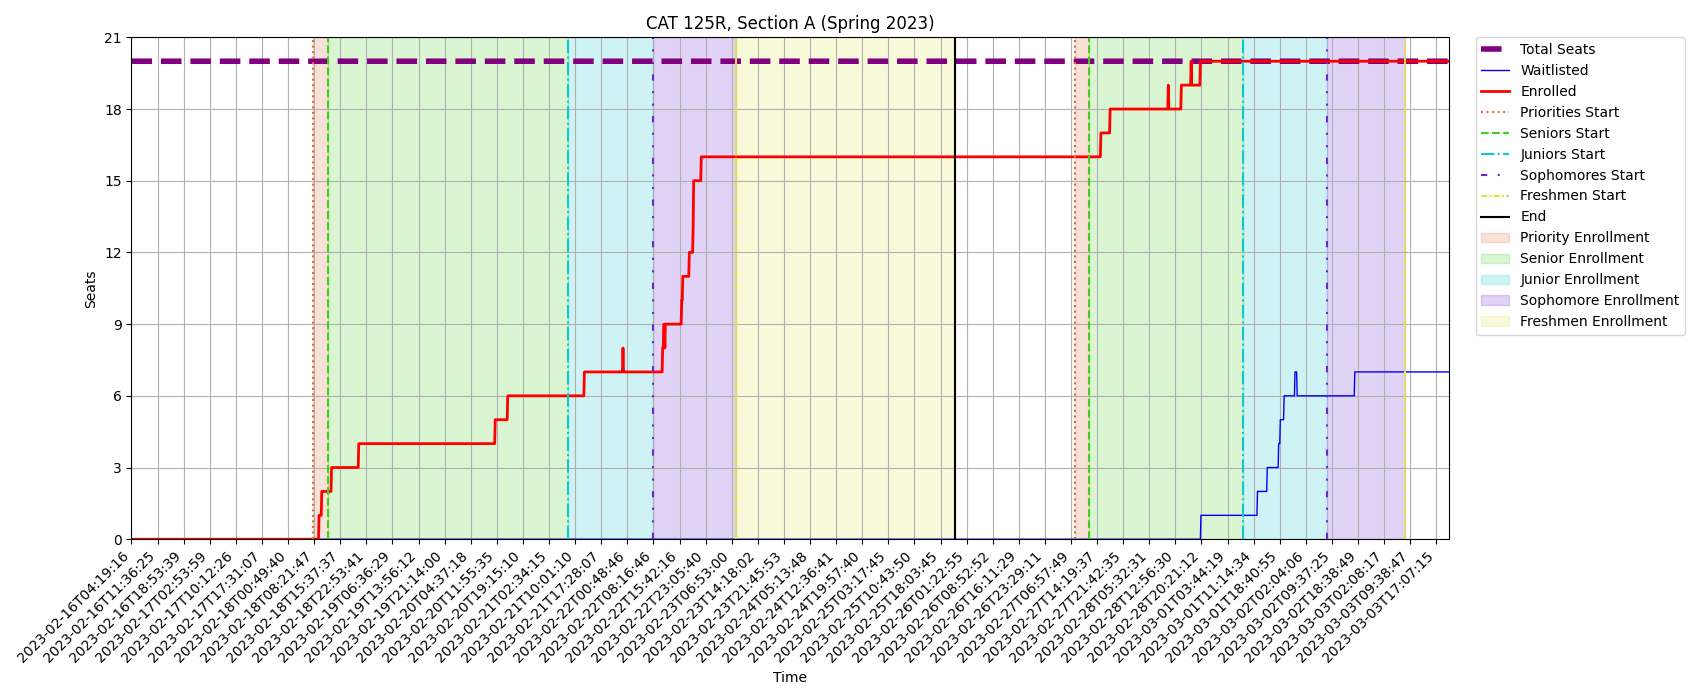 CAT 125R, Section A (Spring 2023)
Seats
21
18
15
12
9
6
3
0
2023-02-16T04:19:16
2023-02-16T11:36:25
2023-02-16T18:53:39
2023-02-17T02:53:59
2023-02-17T10:12:26
2023-02-17T17:31:07
2023-02-18T00:49:40
2023-02-18T08:21:47
2023-02-18T15:37:37
2023-02-18T22:53:41
2023-02-19T06:36:29
2023-02-19T13:56:12
2023-02-19T21:14:00
2023-02-20T04:37:18
2023-02-20T11:55:35
2023-02-20T19:15:10
2023-02-21T02:34:15
2023-02-21T10:01:10
2023-02-21T17:28:07
2023-02-22T00:48:46
2023-02-22T08:16:46
2023-02-22T15:42:16
2023-02-22T23:05:40
2023-02-23T06:53:00
2023-02-23T14:18:02
2023-02-23T21:45:53
2023-02-24T05:13:48
2023-02-24T12:36:41
2023-02-24T19:57:40
2023-02-25T03:17:45
2023-02-25T10:43:50
2023-02-25T18:03:45
2023-02-26T01:22:55
2023-02-26T08:52:52
2023-02-26T16:11:29
2023-02-26T23:29:11
2023-02-27T06:57:49
2023-02-27T14:19:37
2023-02-27T21:42:35
2023-02-28T05:32:31
2023-02-28T12:56:30
2023-02-28T20:21:12
2023-03-01T03:44:19
2023-03-01T11:14:34
2023-03-01T18:40:55
2023-03-02T02:04:06
2023-03-02T09:37:25
2023-03-02T18:38:49
2023-03-03T02:08:17
2023-03-03T09:38:47
2023-03-03T17:07:15
Time
Total Seats
Waitlisted
Enrolled
Priorities Start
Seniors Start
Juniors Start
Sophomores Start
Freshmen Start
End
Priority Enrollment
Senior Enrollment
Junior Enrollment
Sophomore Enrollment
Freshmen Enrollment